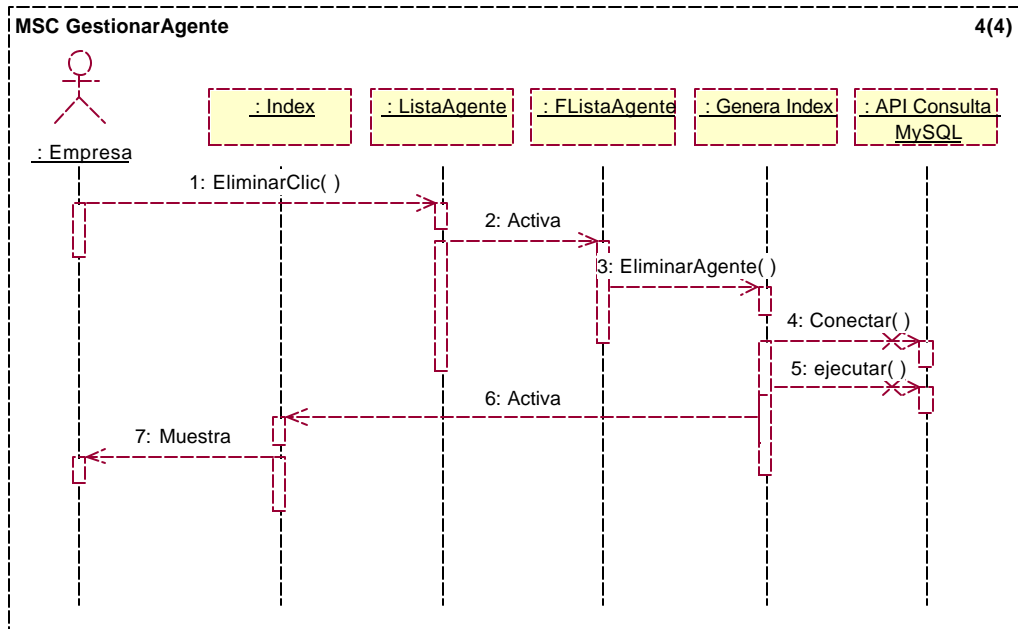 MSC GestionarAgente 4(4)
: Empresa
: Index
: ListaAgente
: FListaAgente
: Genera Index
: API Consulta
MySQL
1: EliminarClic( )
2: Activa
3: EliminarAgente( )
4: Conectar( )
5: ejecutar( )
6: Activa
7: Muestra